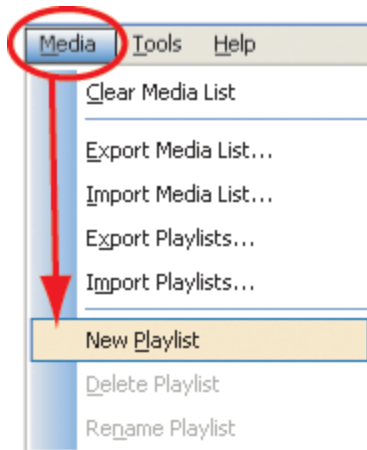 Media Tools Help
Clear Media List
Export Media List...
Import Media List...
Export Playlists...
Import Playlists...
New Playlist
Delete Playlist
Rename Playlist